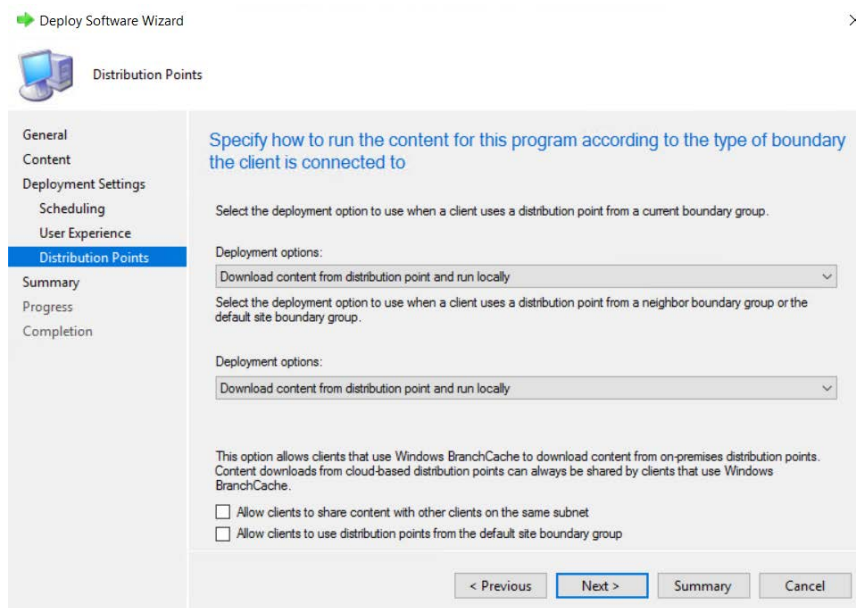 Deploy Software Wizard
Distribution Points
General
Content
Deployment Settings
Scheduling
User Experience
Distribution Points
Summary
Progress
Completion
Specify how to run the content for this program according to the type of boundary
the client is connected to
Select the deployment option to use when a client uses a distribution point from a current boundary group.
Deployment options:
Download content from distribution point and run locally
Select the deployment option to use when a client uses a distribution point from a neighbor boundary group or the
default site boundary group.
Deployment options:
Download content from distribution point and run locally
This option allows clients that use Windows BranchCache to download content from on-premises distribution points.
Content downloads from cloud-based distribution points can always be shared by clients that use Windows
BranchCache.
Allow clients to share content with other clients on the same subnet
Allow clients to use distribution points from the default site boundary group
< Previous
Next >
Summary
Cancel